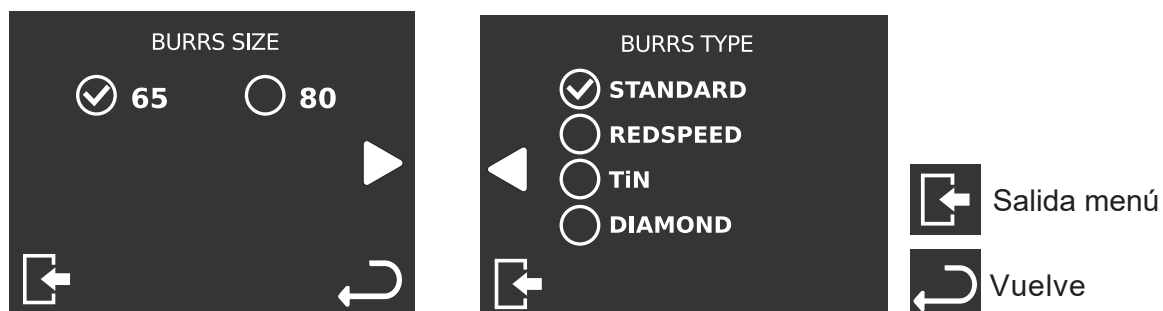 BURRS SIZE
65 80
BURRS TYPE
STANDARD
REDSPEED
TiN
DIAMOND
Salida menú
Vuelve